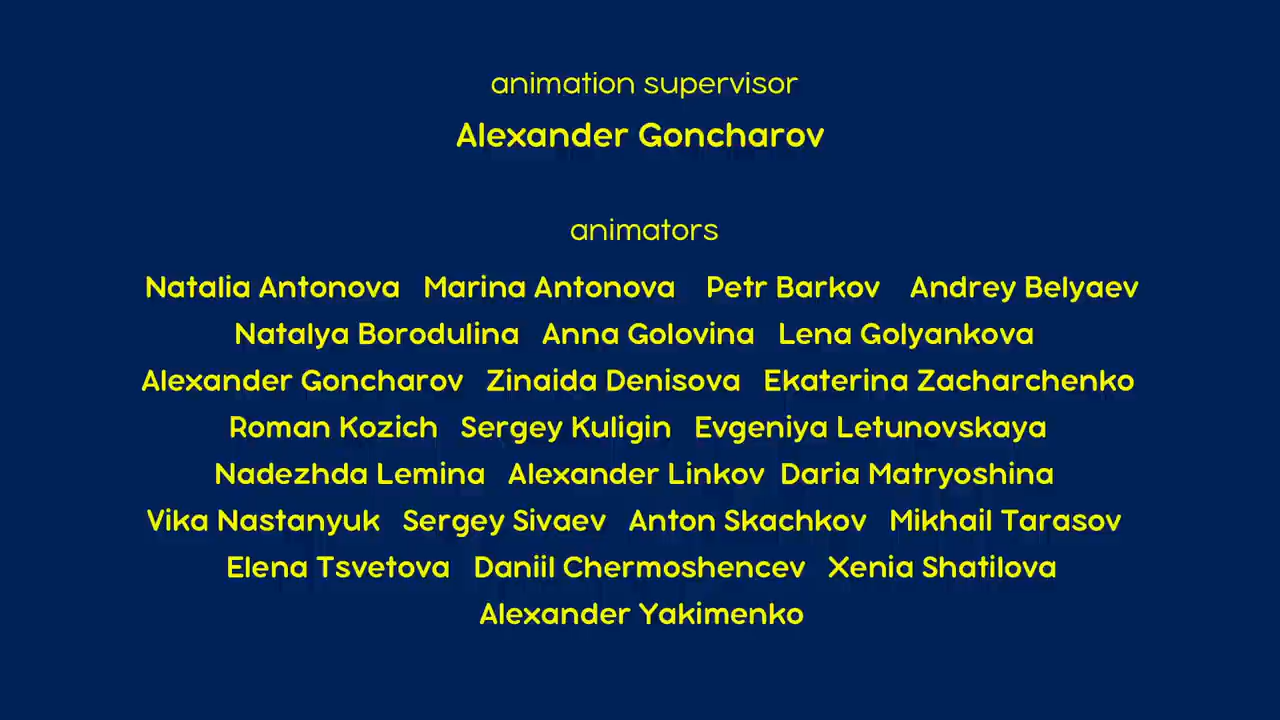 animation supervisor
Alexander Goncharov
animators
Natalia Antonova Marina Antonova Petr Barkov Andrey Belyaev
Natalya Borodulina Anna Golovina Lena Golyankova
Alexander Goncharov Zinaida Denisova Ekaterina Zacharchenko
Roman Kozich Sergey Kuligin Evgeniya Letunovskaya
Nadezhda Lemina Alexander Linkov Daria Matryoshina
Vika Nastanyuk Sergey Sivaev Anton Skachkov Mikhail Tarasov
Elena Tsvetova Daniil Chermoshencev Xenia Shatilova
Alexander Yakimenko